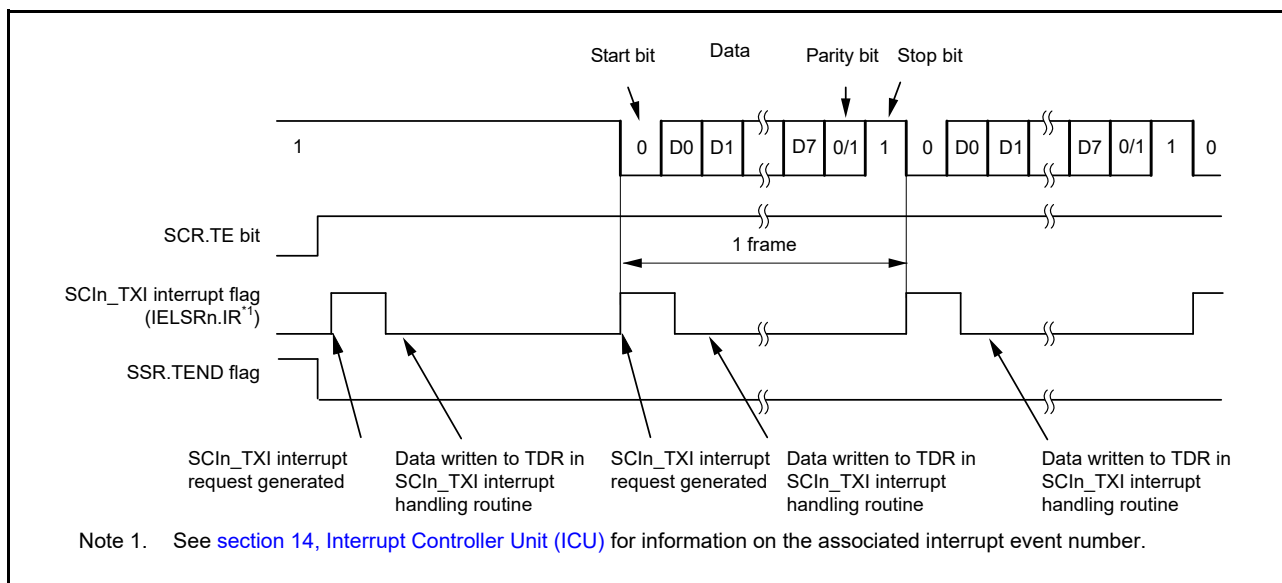 Start bit
Data
Parity bit
Stop bit
1
0 D0 D1 D7 0/1 1 0 D0 D1 D7 0/1 1 0
SCR.TE bit
1 frame
SCIn_TXI interrupt flag
(IELSRn.IR*1)
SSR.TEND flag
SCIn_TXI interrupt
request generated
Data written to TDR in
SCIn_TXI interrupt
handling routine
SCIn_TXI interrupt
request generated
Data written to TDR in
SCIn_TXI interrupt
handling routine
Data written to TDR in
SCIn_TXI interrupt
handling routine
Note 1. See section 14, Interrupt Controller Unit (ICU) for information on the associated interrupt event number.